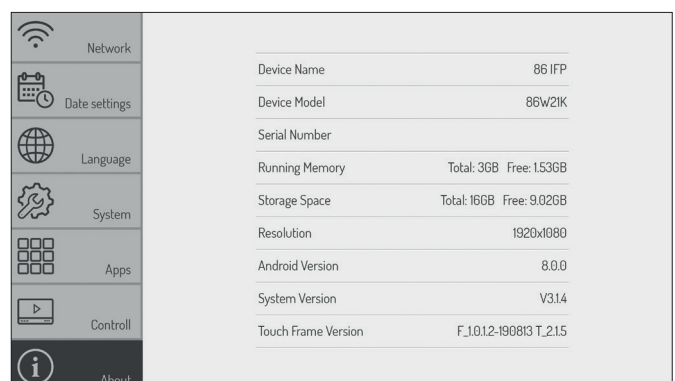 Network
Date settings
Language
System
Apps
Controll
About
Device Name 86 IFP
Device Model 86W21K
Serial Number
Running Memory Total: 3GB Free: 1.53GB
Storage Space Total: 16GB Free: 9.02GB
Resolution 1920x1080
Android Version 8.0.0
System Version V3.1.4
Touch Frame Version F_1.0.1.2-190813 T_2.1.5